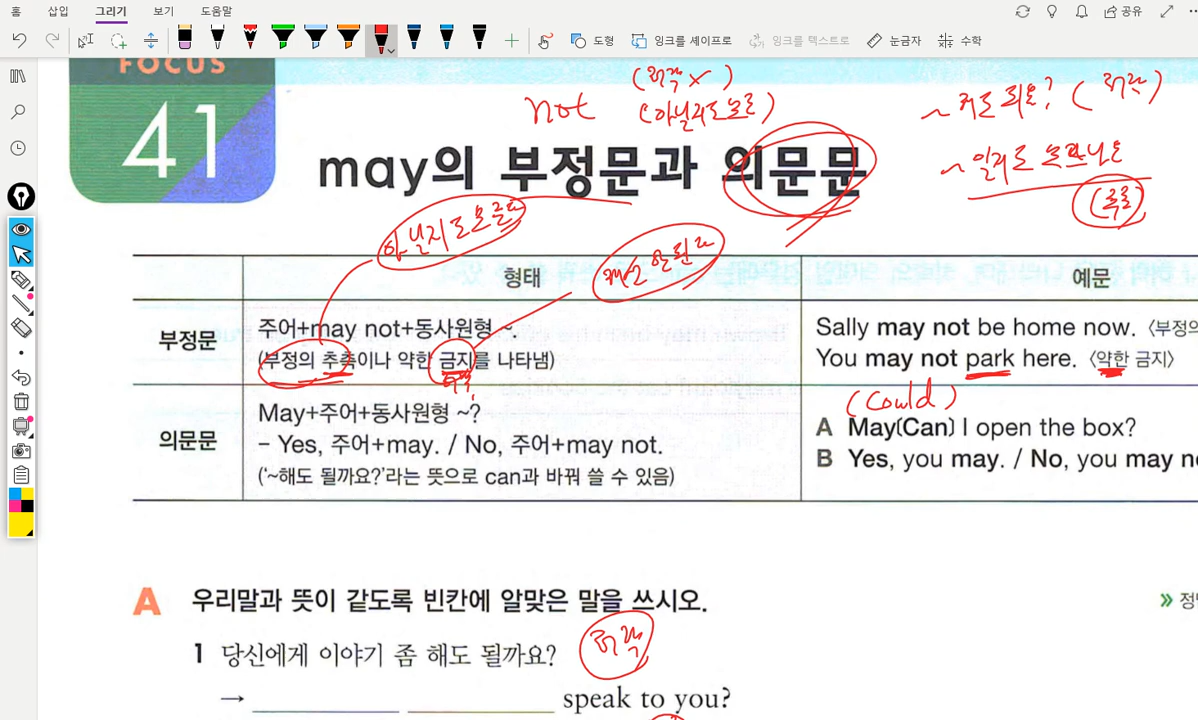 홈 삽입 그리기 보기 도움말
공유
도형 잉크를 셰이프로 잉크를 텍스트로 눈금자 수학
FOCUS
41
may의 부정문과 의문문
not
(허락 X)
(아닐지도 모른)
(허락)
(추측)
아닐지도 모른다
형태 예문
부정문
주어+may not+동사원형 ~.
(부정의 추측이나 약한 금지를 나타냄)
Sally may not be home now. <부정의
You may not park here. <약한 금지>
(could)
의문문
May+주어+동사원형 ~?
– Yes, 주어+may. / No, 주어+may not.
('~해도 될까요?'라는 뜻으로 can과 바꿔 쓸 수 있음)
A May(Can) I open the box?
B Yes, you may. / No, you may n
A 우리말과 뜻이 같도록 빈칸에 알맞은 말을 쓰시오.
» 정
1 당신에게 이야기 좀 해도 될까요?
허락
→ speak to you?